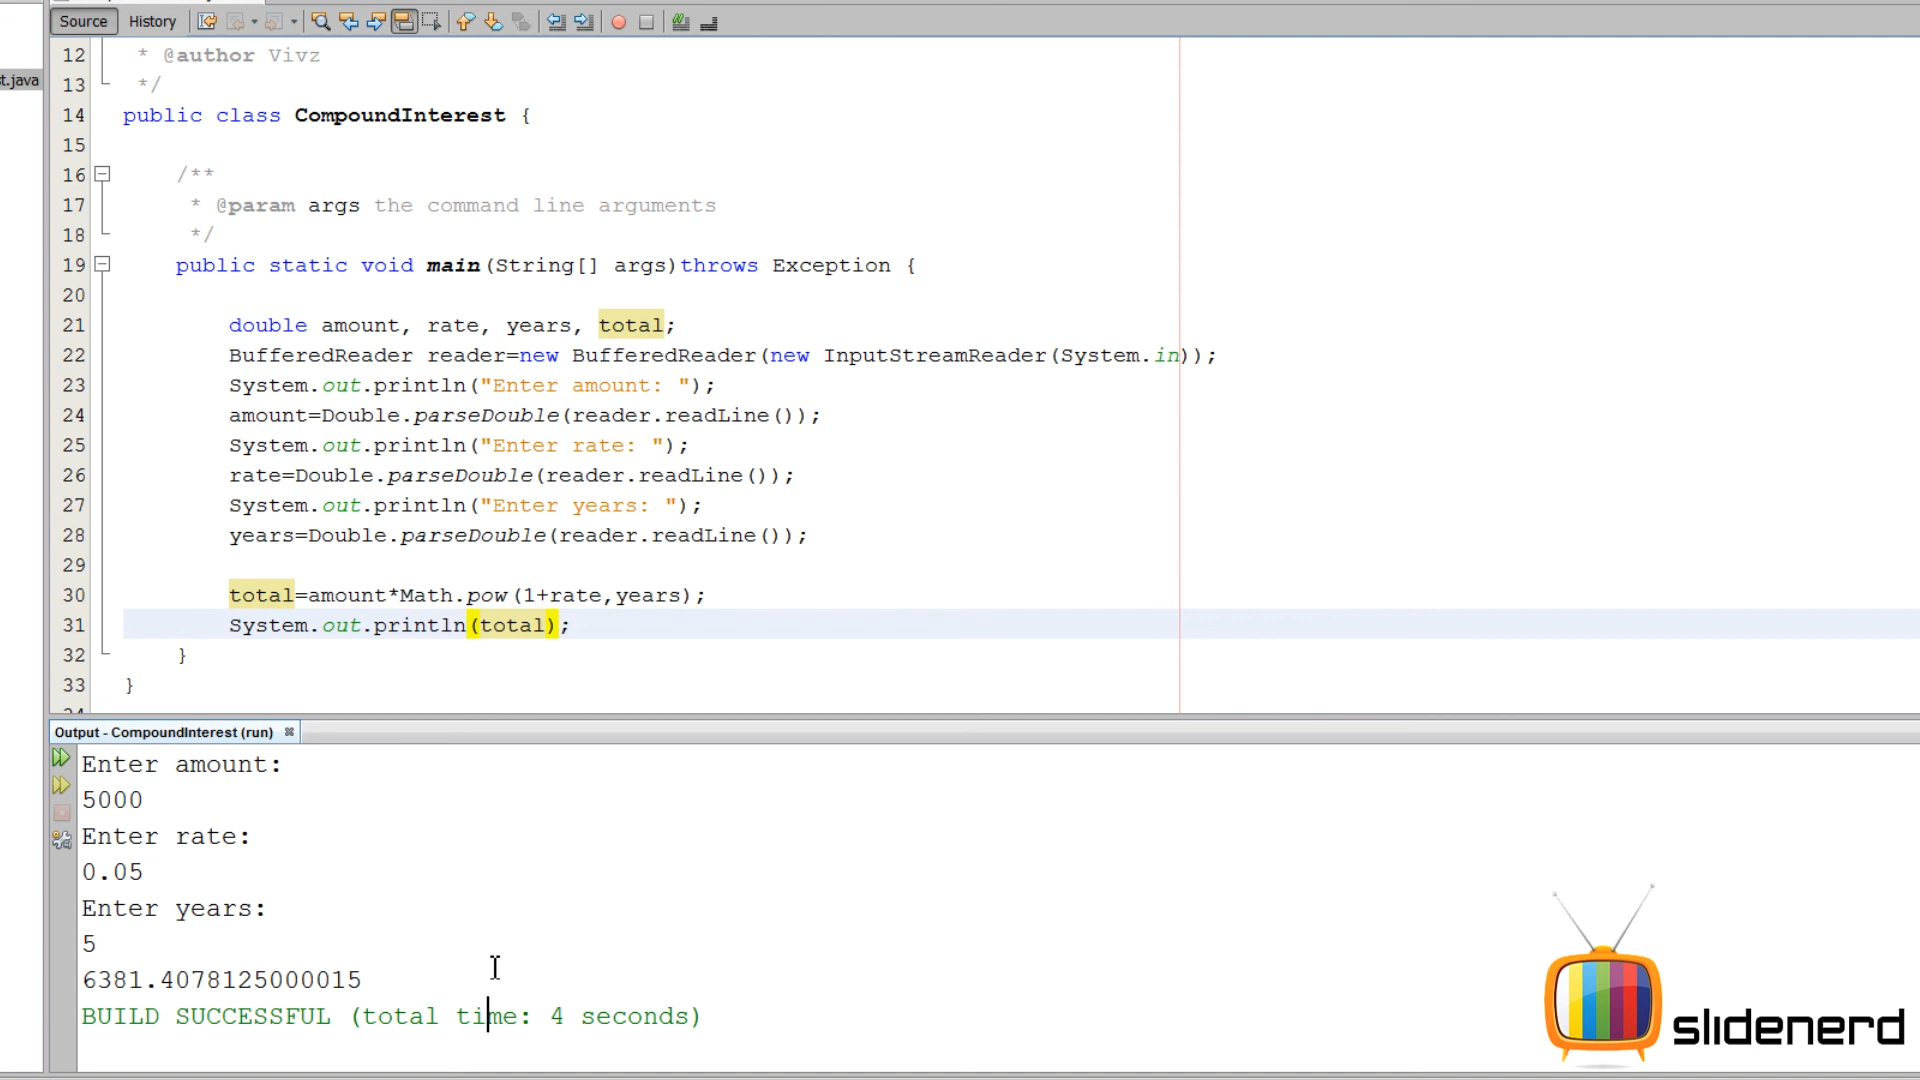 Source History
12 * @author Vivz
t.java
13 */
14 public class CompoundInterest {
15
16 /**
17 * @param args the command line arguments
18 */
19 public static void main(String[] args)throws Exception {
20
21 double amount, rate, years, total;
22 BufferedReader reader=new BufferedReader(new InputStreamReader(System.in));
23 System.out.println("Enter amount: ");
24 amount=Double.parseDouble(reader.readLine());
25 System.out.println("Enter rate: ");
26 rate=Double.parseDouble(reader.readLine());
27 System.out.println("Enter years: ");
28 years=Double.parseDouble(reader.readLine());
29
30 total=amount*Math.pow(1+rate,years);
31 System.out.println(total);
32 }
33 }
Output - CompoundInterest (run)
Enter amount:
5000
Enter rate:
0.05
Enter years:
5
6381.4078125000015
BUILD SUCCESSFUL (total time: 4 seconds)
slidenerd